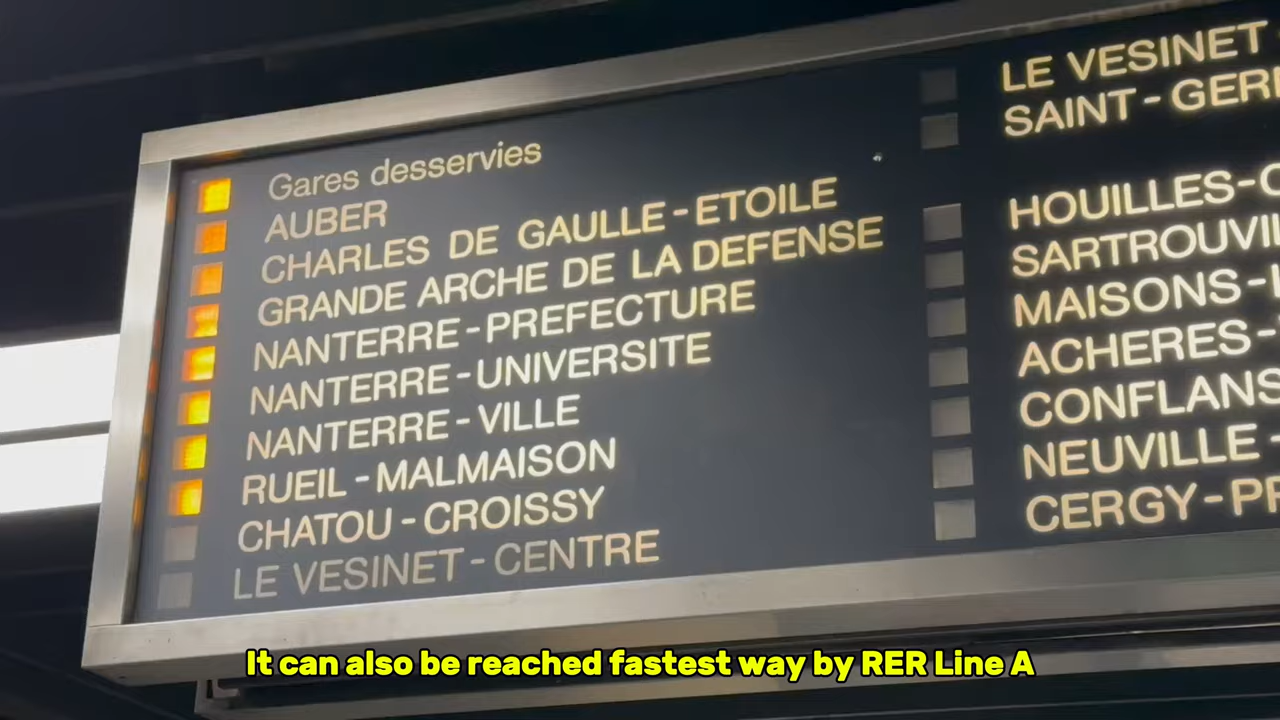 Gares desservies
AUBER
CHARLES DE GAULLE-ETOILE
GRANDE ARCHE DE LA DEFENSE
NANTERRE-PREFECTURE
NANTERRE-UNIVERSITE
NANTERRE-VILLE
RUEIL-MALMAISON
CHATOU-CROISSY
LE VESINET-CENTRE
LE VESINET
SAINT-GER
HOUILLES-C
SARTROUVI
MAISONS-
ACHERES-
CONFLANS
NEUVILLE-
CERGY-PR
It can also be reached fastest way by RER Line A